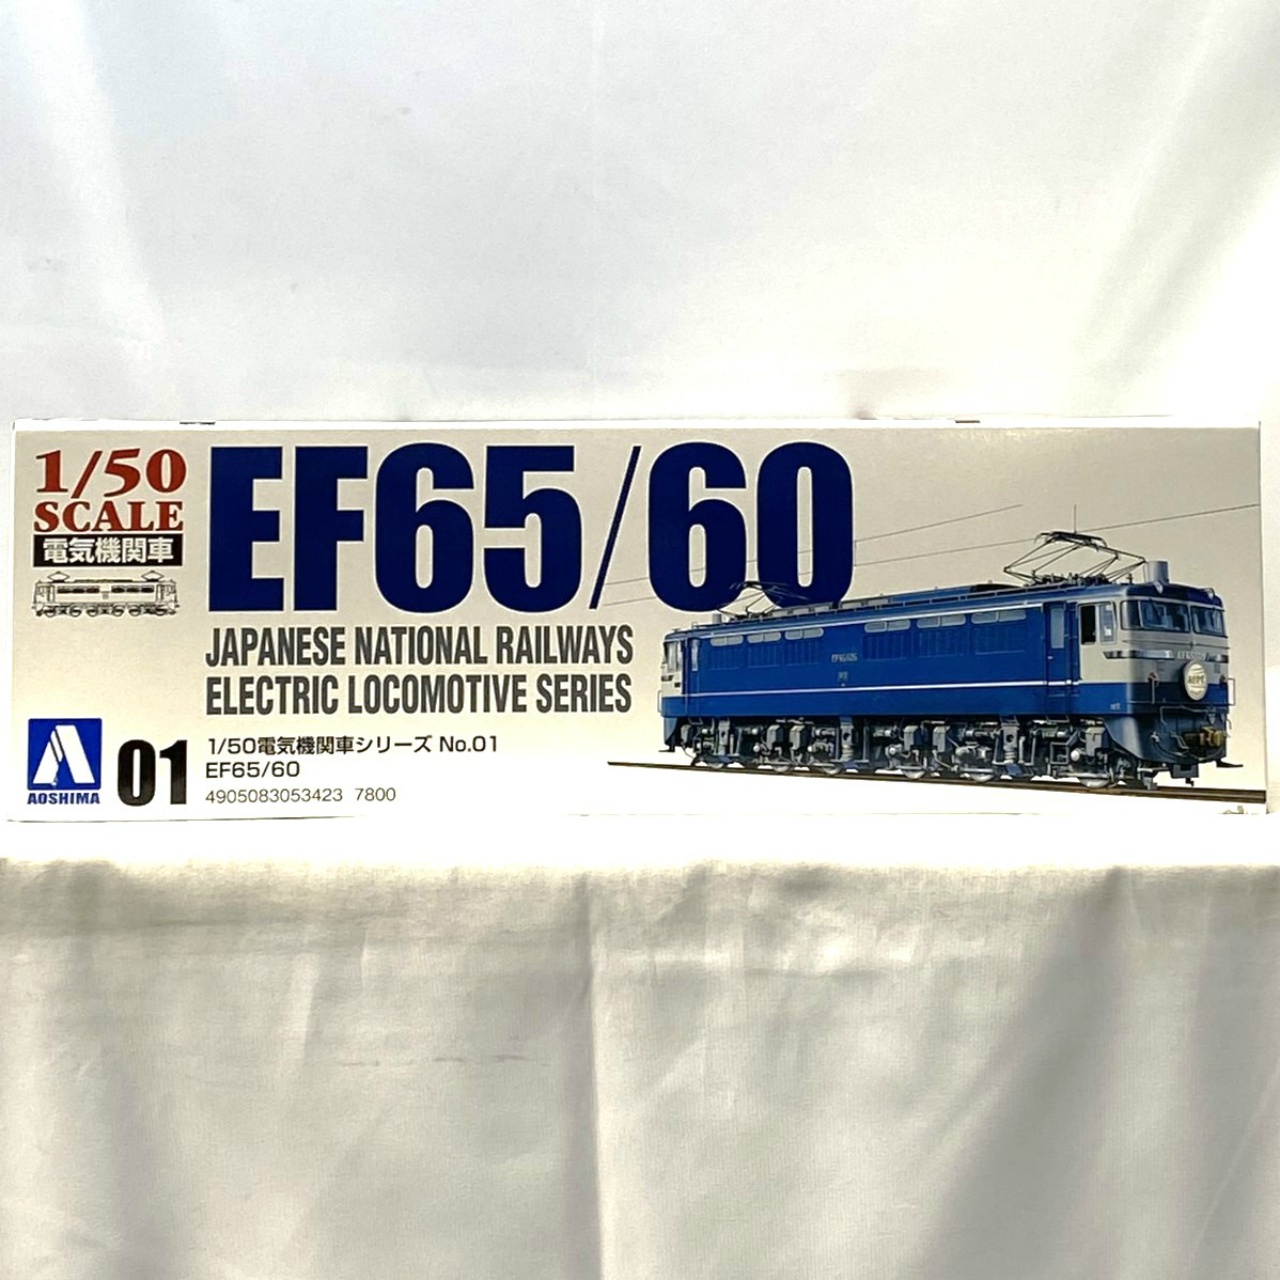 1/50
SCALE
電気機関車
EF65/60
JAPANESE NATIONAL RAILWAYS
ELECTRIC LOCOMOTIVE SERIES
AOSHIMA
01
1/50電気機関車シリーズ No.01
EF65/60
4905083053423 7800